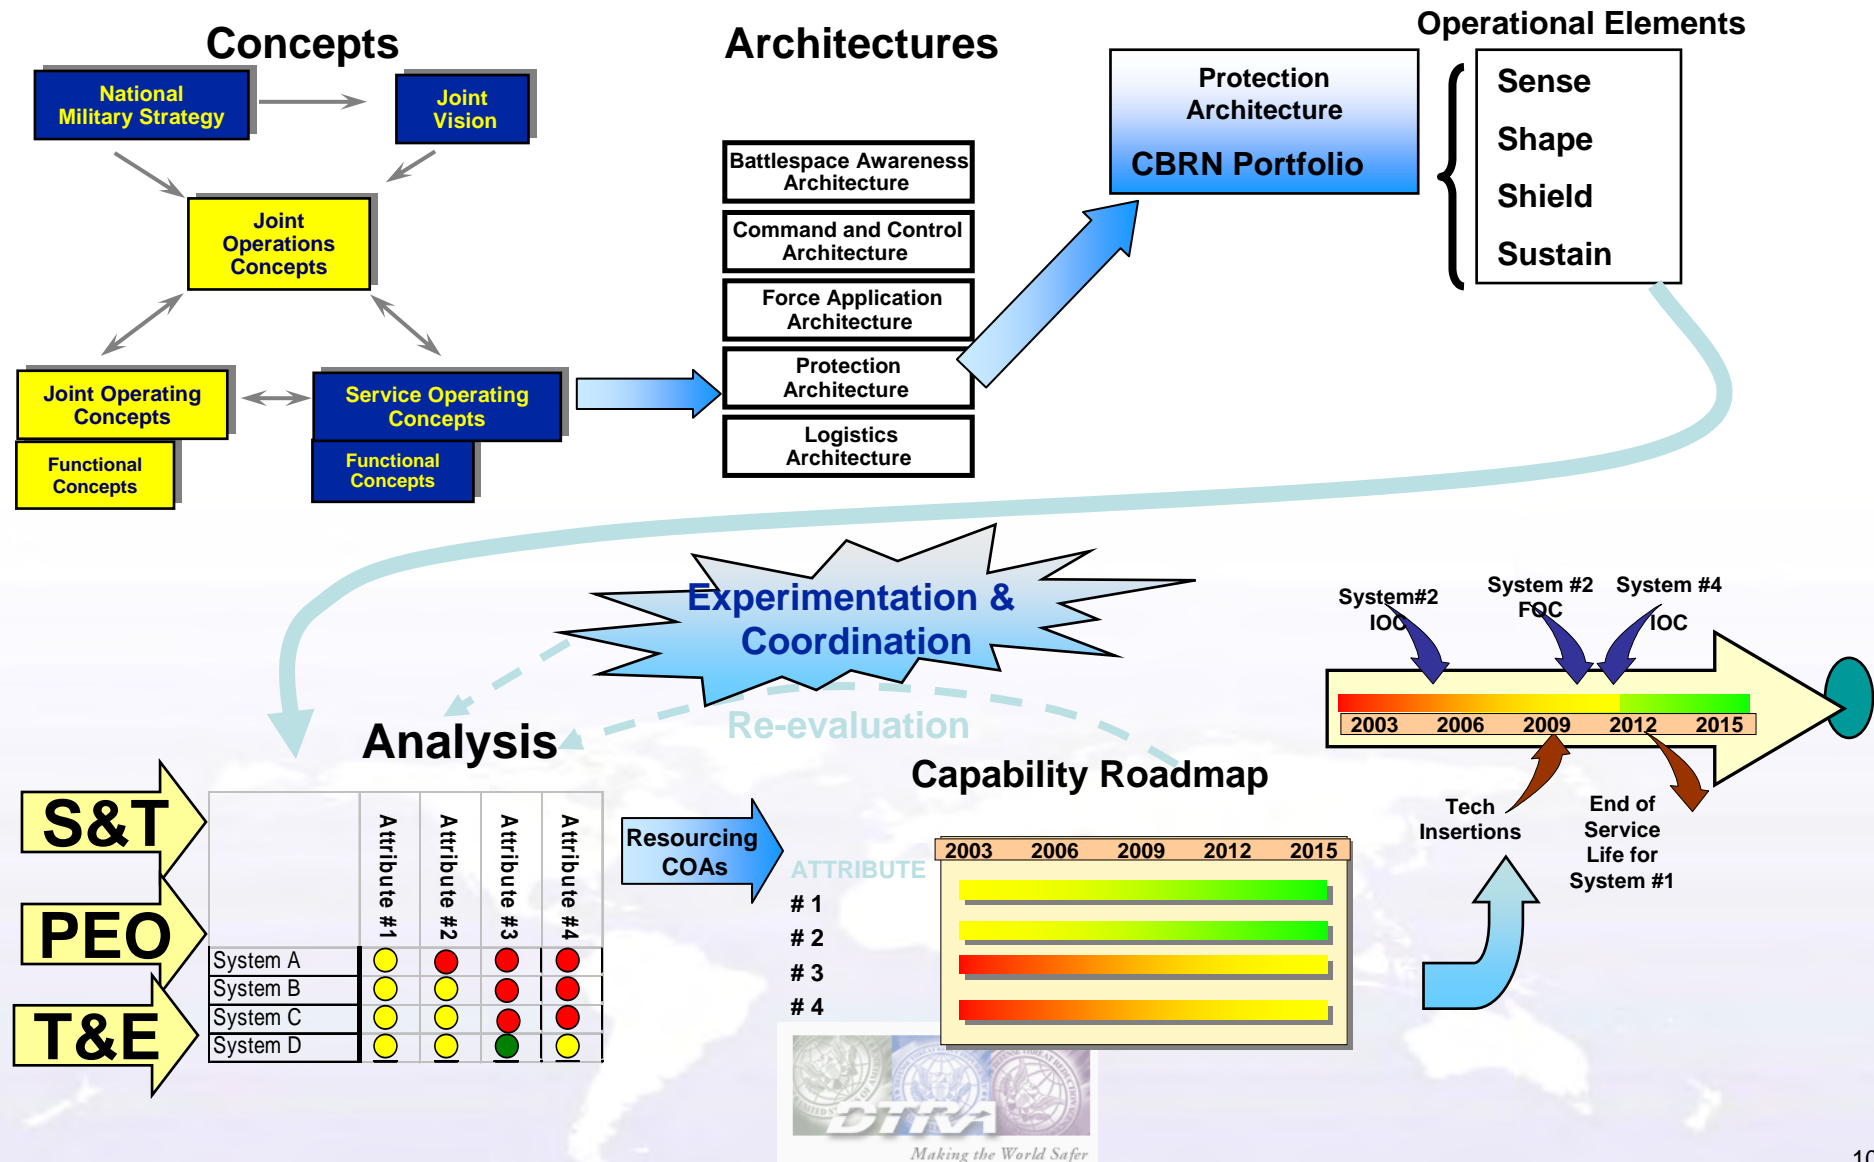 Concepts
National
Military Strategy
Joint
Vision
Joint
Operations
Concepts
Joint Operating
Concepts
Functional
Concepts
Service Operating
Concepts
Functional
Concepts
Architectures
Battlespace Awareness
Architecture
Command and Control
Architecture
Force Application
Architecture
Protection
Architecture
Logistics
Architecture
Protection
Architecture
CBRN Portfolio
Operational Elements
Sense
Shape
Shield
Sustain
Experimentation &
Coordination
Re-evaluation
Analysis
S&T
PEO
T&E
Attribute #1
Attribute #2
Attribute #3
Attribute #4
System A
System B
System C
System D
Resourcing
COAs
Capability Roadmap
ATTRIBUTE
# 1
# 2
# 3
# 4
2003 2006 2009 2012 2015
System#2
IOC
System #2
FOC
System #4
IOC
2003 2006 2009 2012 2015
Tech
Insertions
End of
Service
Life for
System #1
DTRA
Making the World Safer
10